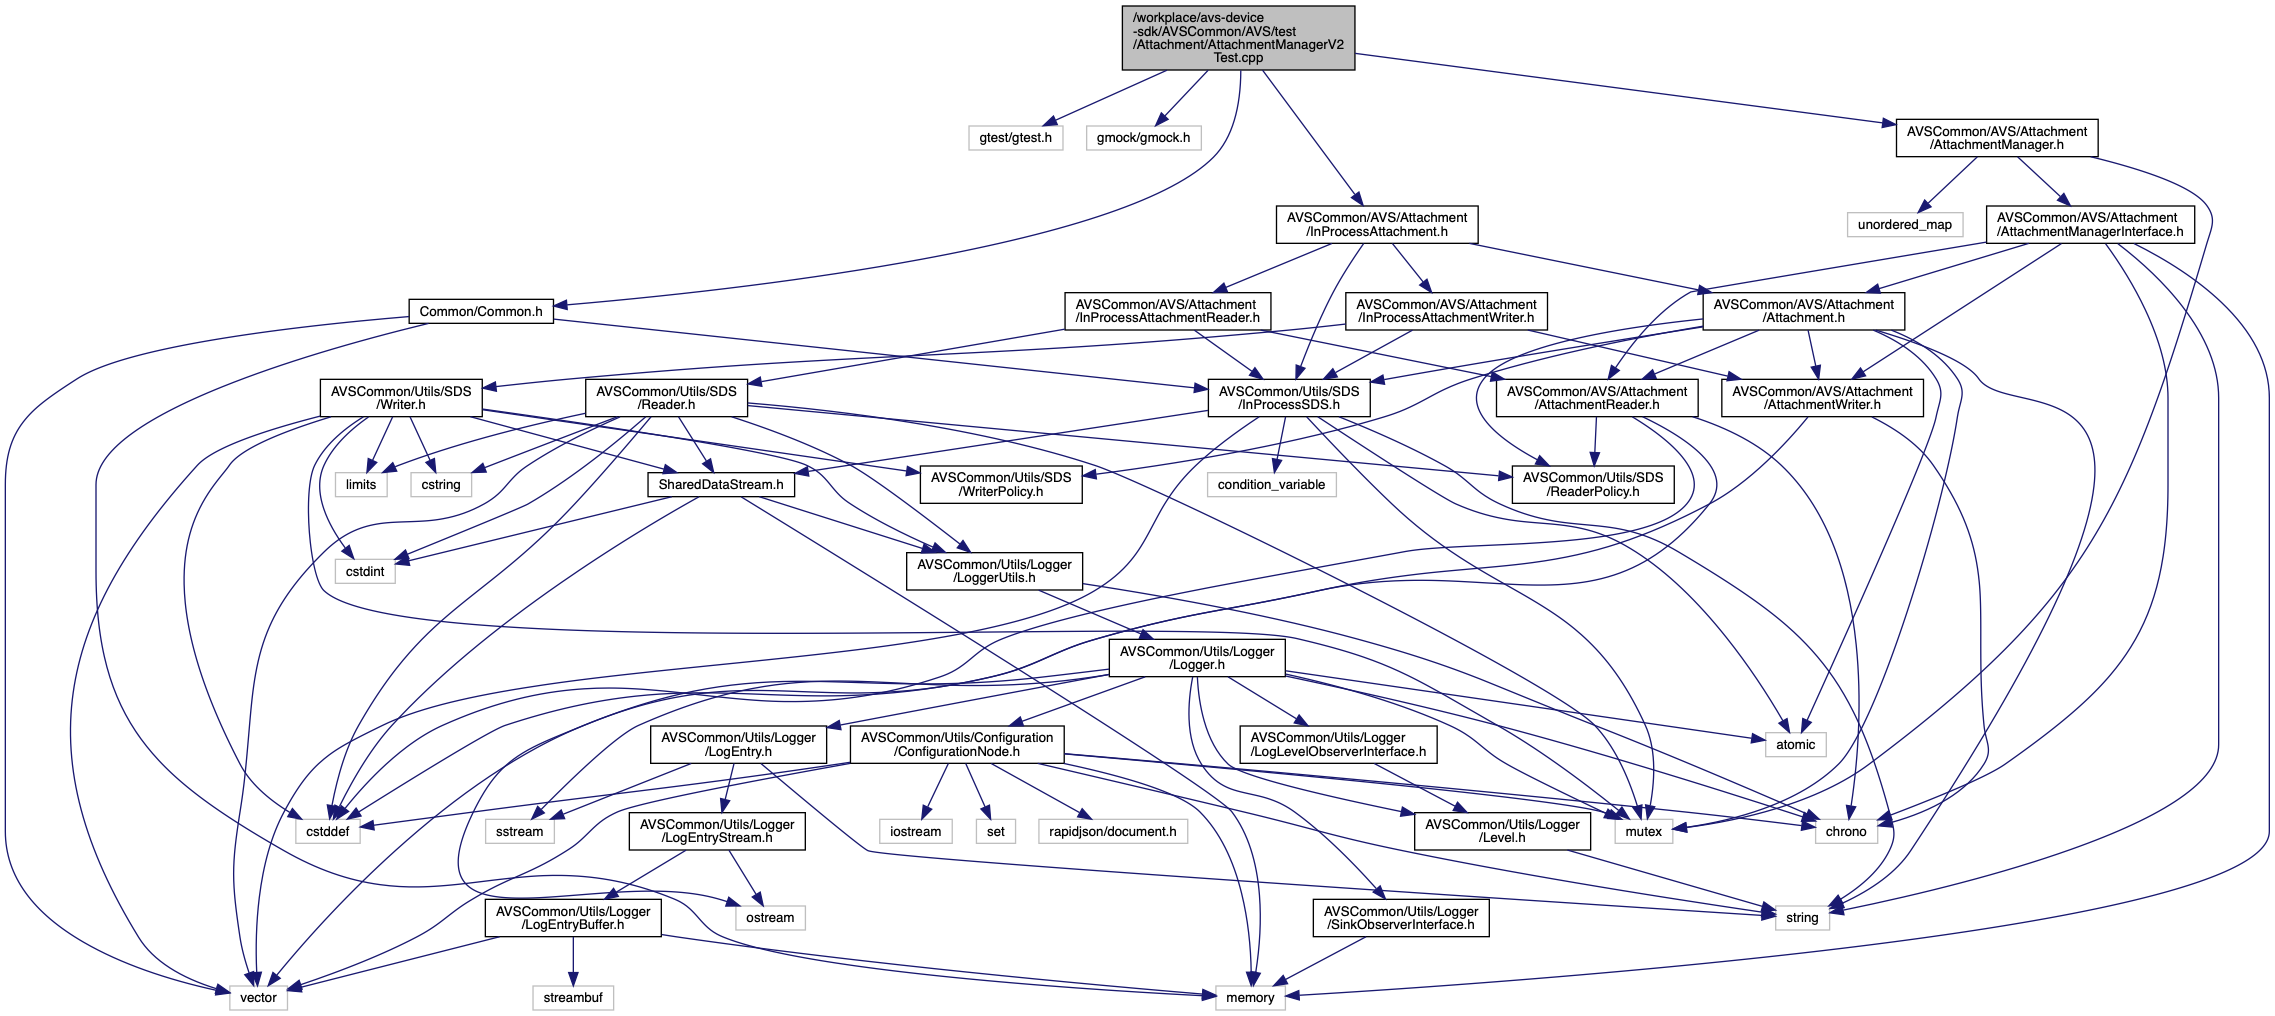 /workplace/avs-device
-sdk/AVSCommon/AVS/test
/Attachment/AttachmentManagerV2
Test.cpp
gtest/gtest.h
gmock/gmock.h
AVSCommon/AVS/Attachment
/AttachmentManager.h
AVSCommon/AVS/Attachment
/InProcessAttachment.h
unordered_map
AVSCommon/AVS/Attachment
/AttachmentManagerInterface.h
Common/Common.h
AVSCommon/AVS/Attachment
/InProcessAttachmentReader.h
AVSCommon/AVS/Attachment
/InProcessAttachmentWriter.h
AVSCommon/AVS/Attachment
/Attachment.h
AVSCommon/Utils/SDS
/Writer.h
AVSCommon/Utils/SDS
/Reader.h
AVSCommon/Utils/SDS
/InProcessSDS.h
AVSCommon/AVS/Attachment
/AttachmentReader.h
AVSCommon/AVS/Attachment
/AttachmentWriter.h
limits
cstring
SharedDataStream.h
AVSCommon/Utils/SDS
/WriterPolicy.h
condition_variable
AVSCommon/Utils/SDS
/ReaderPolicy.h
cstdint
AVSCommon/Utils/Logger
/LoggerUtils.h
AVSCommon/Utils/Logger
/Logger.h
AVSCommon/Utils/Logger
/LogEntry.h
AVSCommon/Utils/Configuration
/ConfigurationNode.h
AVSCommon/Utils/Logger
/LogLevelObserverInterface.h
atomic
cstddef
sstream
AVSCommon/Utils/Logger
/LogEntryStream.h
iostream
set
rapidjson/document.h
AVSCommon/Utils/Logger
/Level.h
mutex
chrono
AVSCommon/Utils/Logger
/LogEntryBuffer.h
ostream
AVSCommon/Utils/Logger
/SinkObserverInterface.h
string
vector
streambuf
memory